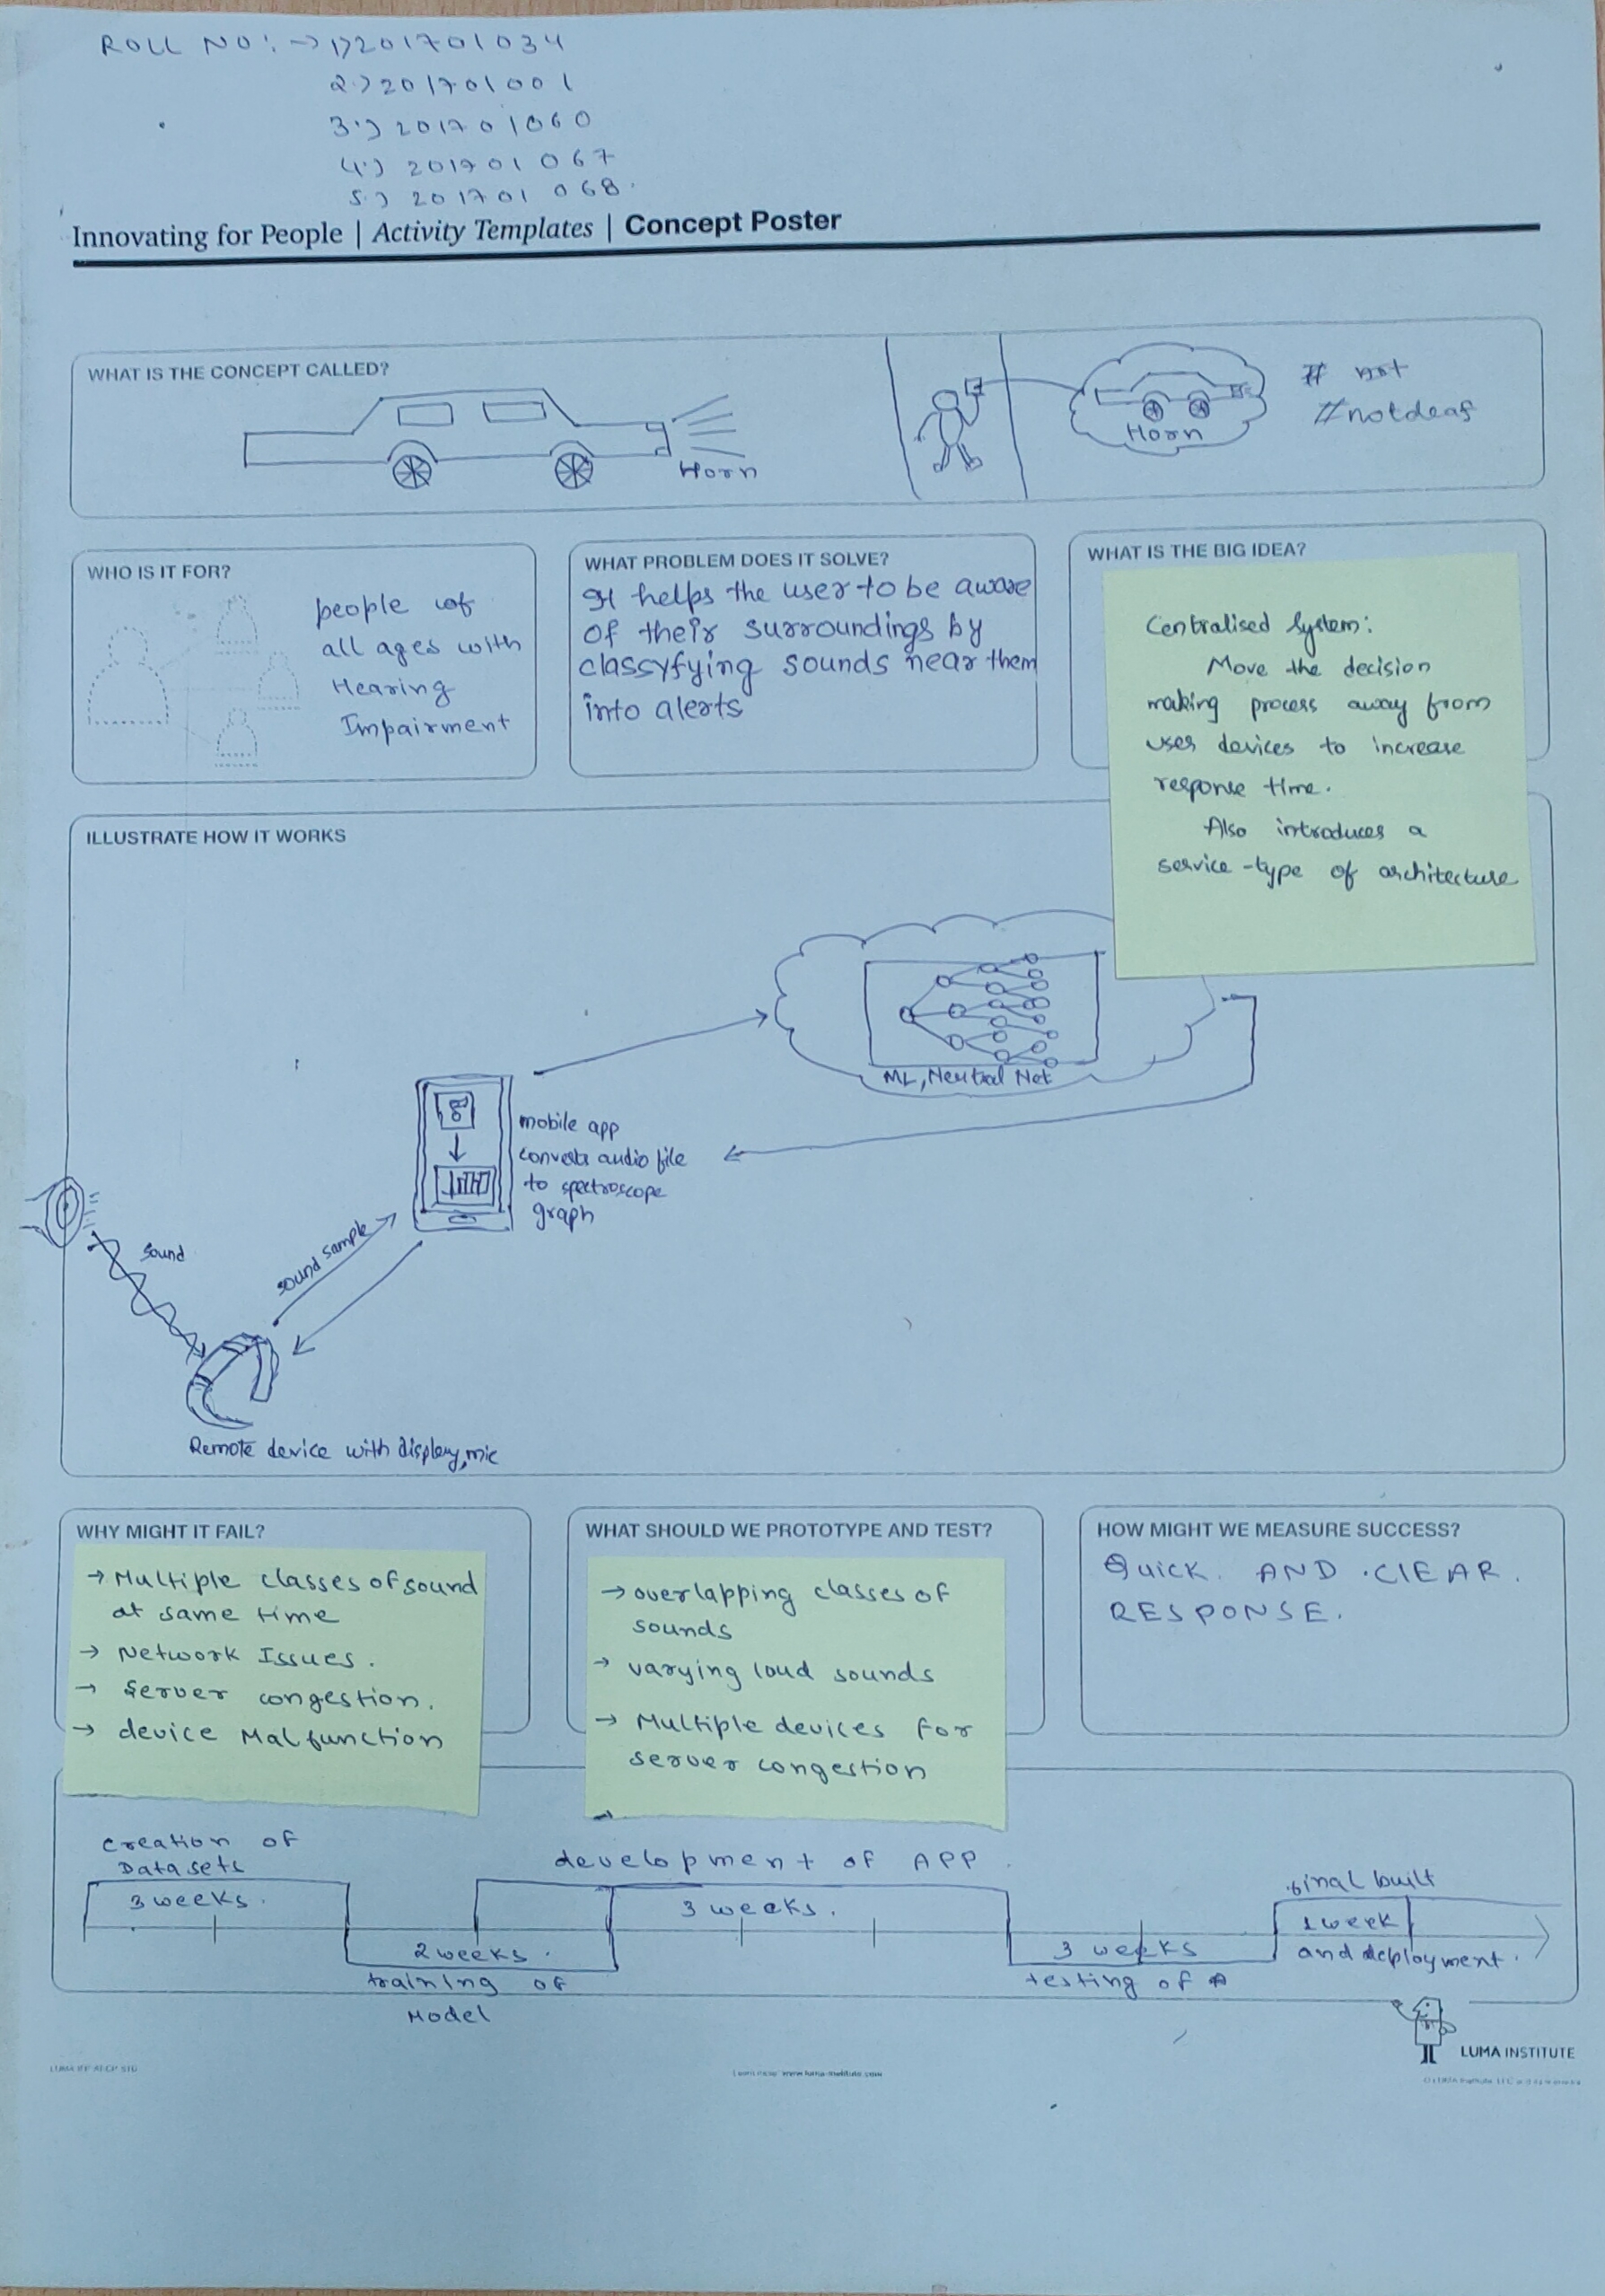 ROLL NO: → 1) 201701034
2.) 201701001
3.) 201701060
4.) 201701067
5.) 201701068.
Innovating for People | Activity Templates | Concept Poster
WHAT IS THE CONCEPT CALLED?
Horn
Horn
# not
#notdeaf
WHO IS IT FOR?
people of
all ages with
Hearing
Impairment
WHAT PROBLEM DOES IT SOLVE?
It helps the user to be aware
of their surroundings by
classyfying sounds near them
into alerts
WHAT IS THE BIG IDEA?
Centralised System:
Move the decision
making process away from
user devices to increase
response time.
Also introduces a
service-type of architecture
ILLUSTRATE HOW IT WORKS
ML, Neutral Net
mobile app
converts audio file
to spectroscope
graph
sound
sound sample
Remote device with display, mic
WHY MIGHT IT FAIL?
→ Multiple classes of sound
at same time
→ Network Issues.
→ Server congestion.
→ device Malfunction
WHAT SHOULD WE PROTOTYPE AND TEST?
→ overlapping classes of
sounds
→ varying loud sounds
→ Multiple devices for
server congestion
→
HOW MIGHT WE MEASURE SUCCESS?
QUICK AND CLEAR
RESPONSE.
creation of
Datasets
3 weeks.
2 weeks.
training of
Model
development of APP
3 weeks.
3 weeks
testing of A
final built
1 week
and deployment.
LUMA INSTITUTE
Learn more: www.luma-institute.com